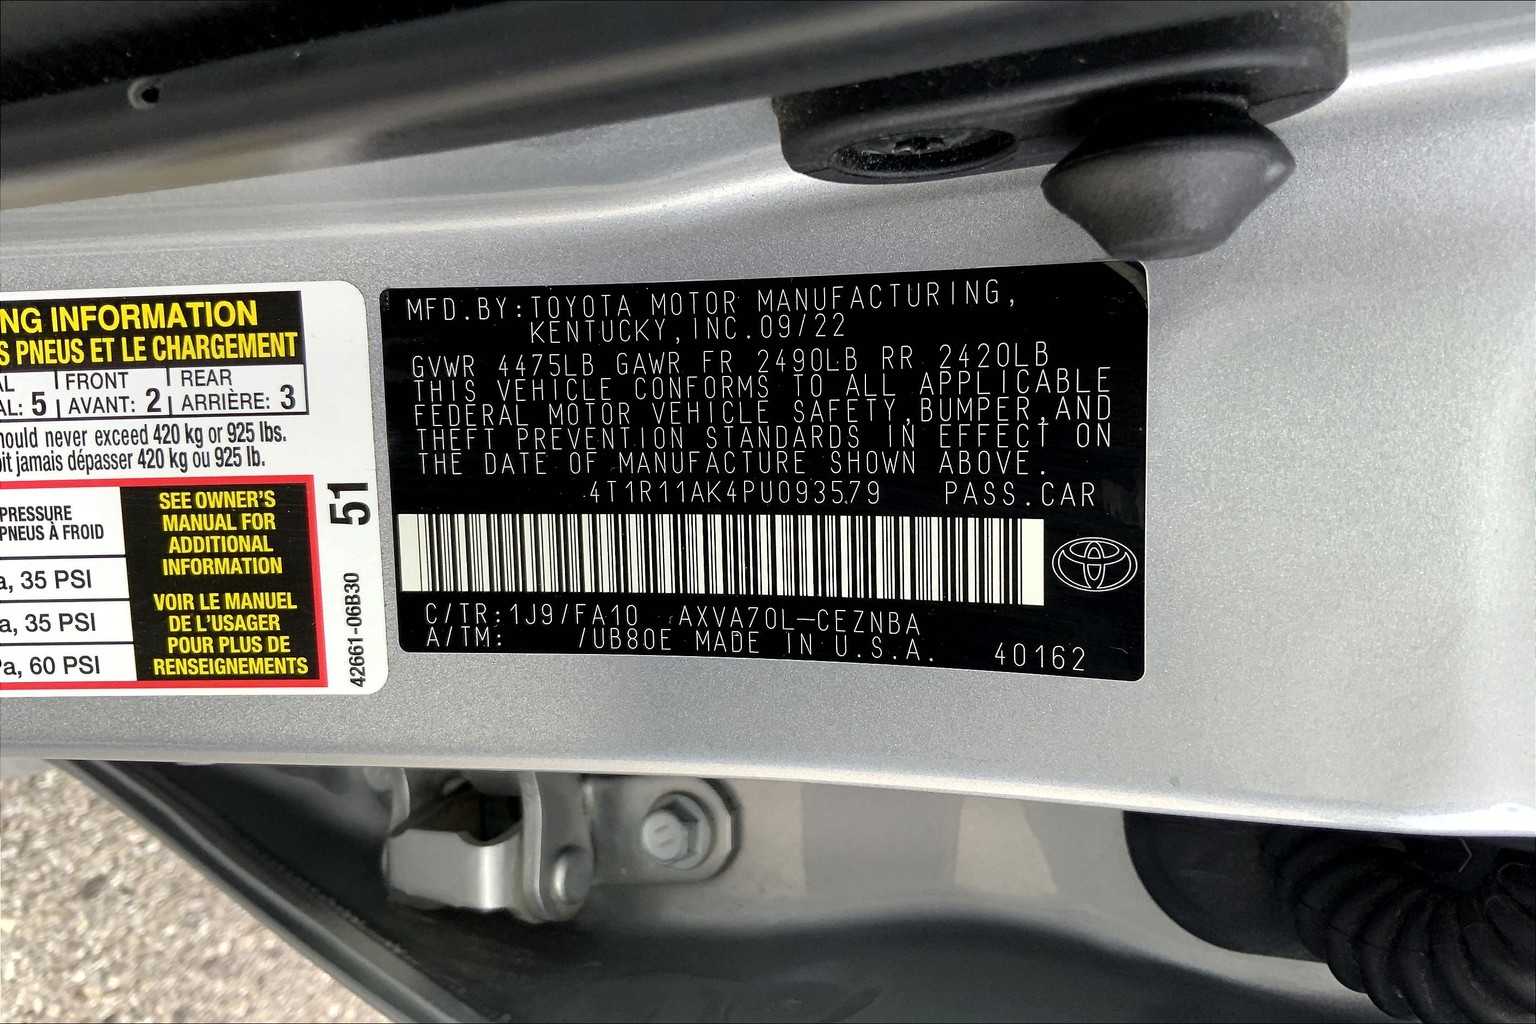 NG INFORMATION
S PNEUS ET LE CHARGEMENT
AL FRONT REAR
AL: 5 AVANT: 2 ARRIÈRE: 3
should never exceed 420 kg or 925 lbs.
oit jamais dépasser 420 kg ou 925 lb.
PRESSURE
PNEUS À FROID
a, 35 PSI
a, 35 PSI
Pa, 60 PSI
SEE OWNER'S
MANUAL FOR
ADDITIONAL
INFORMATION
VOIR LE MANUEL
DE L'USAGER
POUR PLUS DE
RENSEIGNEMENTS
51
42661-06B30
MFD.BY:TOYOTA MOTOR MANUFACTURING,
KENTUCKY,INC.09/22
GVWR 4475LB GAWR FR 2490LB RR 2420LB
THIS VEHICLE CONFORMS TO ALL APPLICABLE
FEDERAL MOTOR VEHICLE SAFETY,BUMPER,AND
THEFT PREVENTION STANDARDS IN EFFECT ON
THE DATE OF MANUFACTURE SHOWN ABOVE.
4T1R11AK4PU093579 PASS.CAR
C/TR:1J9/FA10 AXVA70L-CEZNBA
A/TM: /UB80E MADE IN U.S.A. 40162